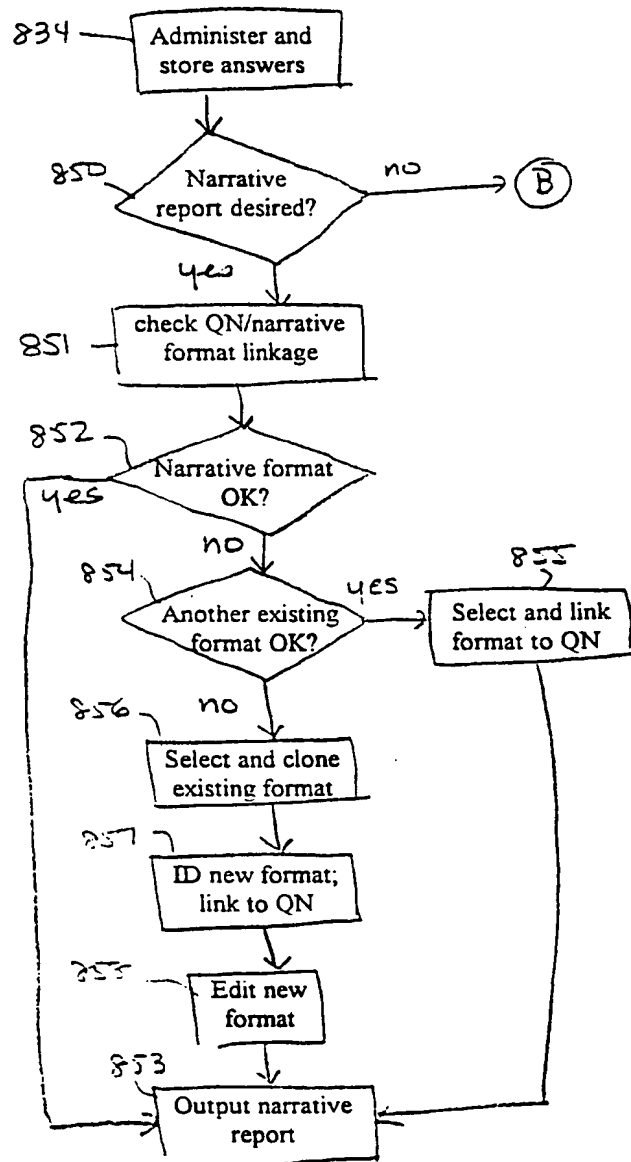 834
Administer and
store answers
850
Narrative
report desired?
no
B
yes
851
check QN/narrative
format linkage
852
Narrative format
OK?
yes
no
854
Another existing
format OK?
yes
855
Select and link
format to QN
no
856
Select and clone
existing format
857
ID new format;
link to QN
Edit new
format
853
Output narrative
report